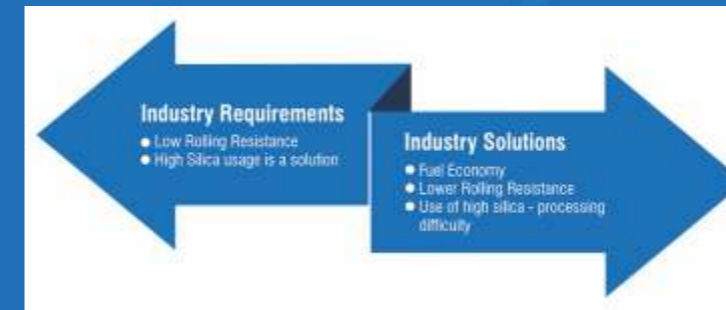 Industry Requirements
● Low Rolling Resistance
● High Silica usage is a solution
Industry Solutions
● Fuel Economy
● Lower Rolling Resistance
● Use of high silica - processing
difficulty